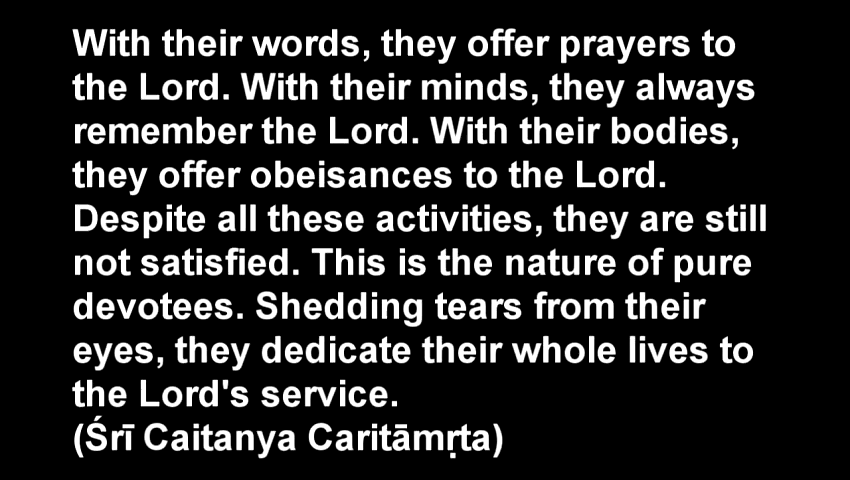 With their words, they offer prayers to
the Lord. With their minds, they always
remember the Lord. With their bodies,
they offer obeisances to the Lord.
Despite all these activities, they are still
not satisfied. This is the nature of pure
devotees. Shedding tears from their
eyes, they dedicate their whole lives to
the Lord's service.
(Śrī Caitanya Caritāmṛta)